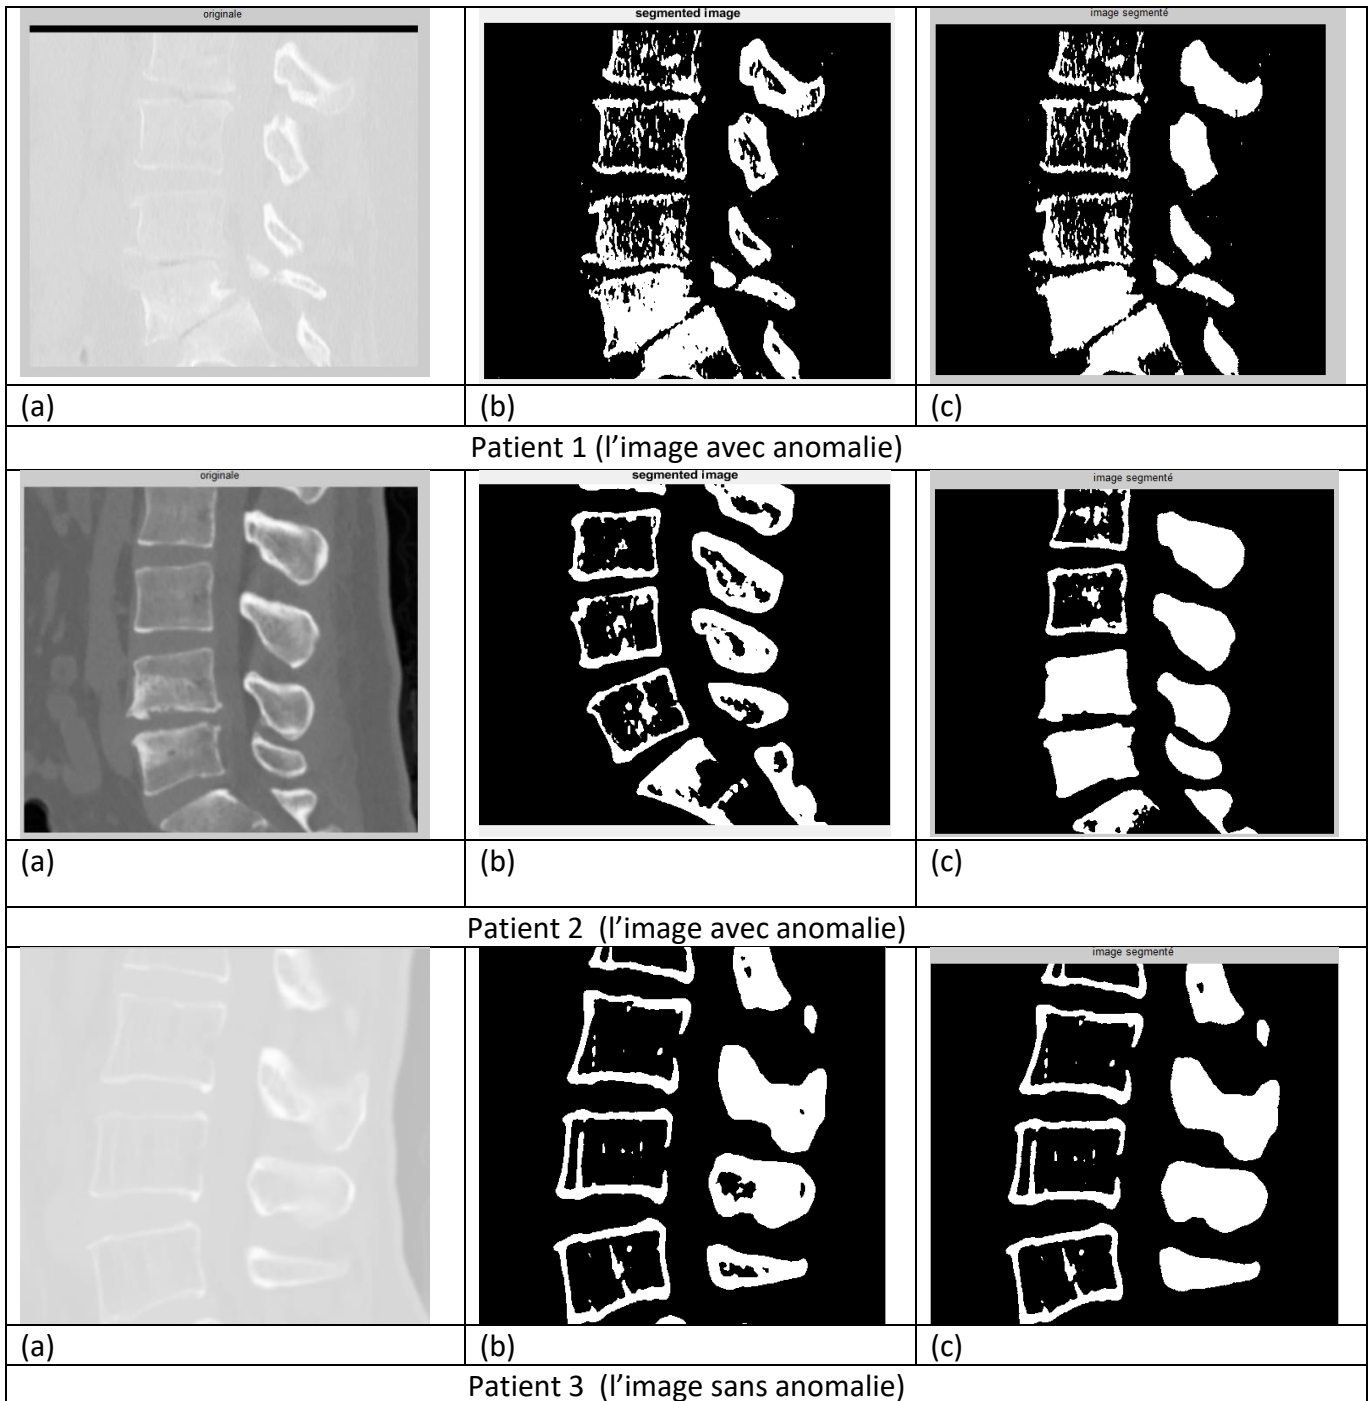 originale
segmented image
image segmenté
(a)
(b)
(c)
Patient 1 (l’image avec anomalie)
originale
segmented image
image segmenté
(a)
(b)
(c)
Patient 2  (l’image avec anomalie)
image segmenté
(a)
(b)
(c)
Patient 3  (l’image sans anomalie)